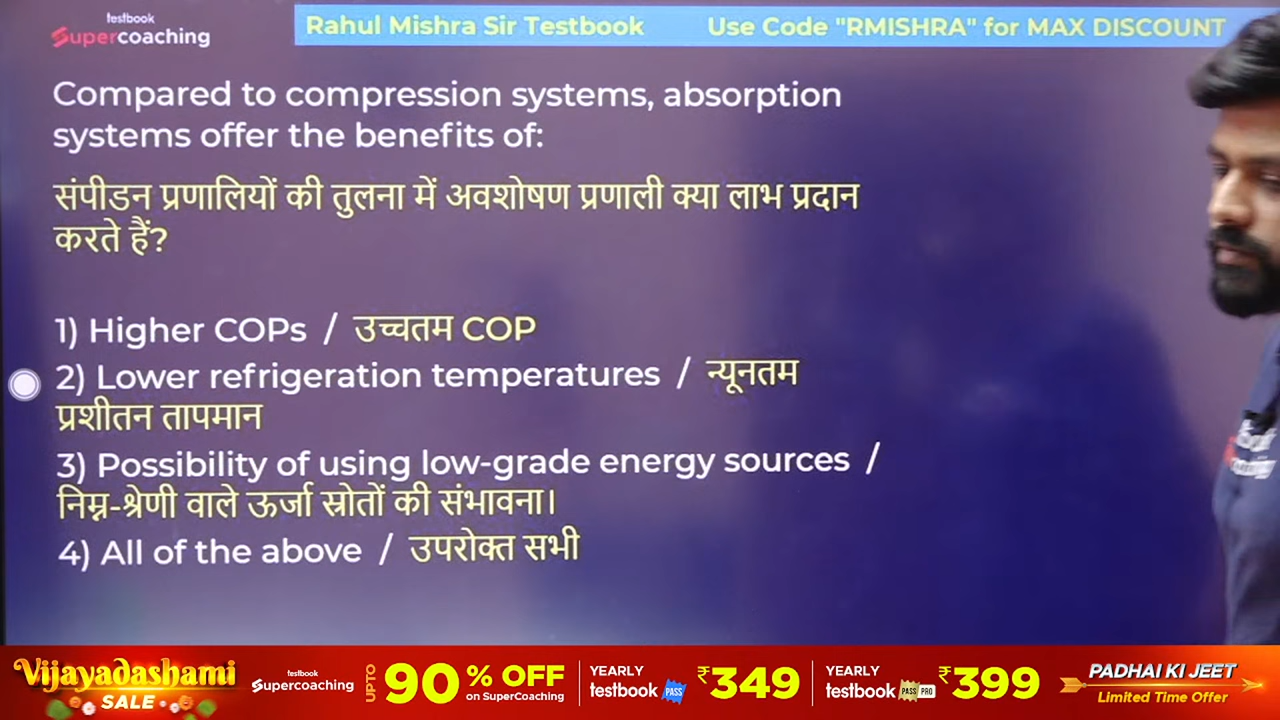 testbook
Supercoaching
Rahul Mishra Sir Testbook Use Code "RMISHRA" for MAX DISCOUNT
Compared to compression systems, absorption
systems offer the benefits of:
संपीडन प्रणालियों की तुलना में अवशोषण प्रणाली क्या लाभ प्रदान
करते हैं?
1) Higher COPs / उच्चतम COP
2) Lower refrigeration temperatures / न्यूनतम
प्रशीतन तापमान
3) Possibility of using low-grade energy sources /
निम्न-श्रेणी वाले ऊर्जा स्रोतों की संभावना।
4) All of the above / उपरोक्त सभी
Vijayadashami
SALE
testbook
Supercoaching
UPTO 90% OFF
on SuperCoaching
YEARLY
testbook PASS
₹349
YEARLY
testbook PASS PRO
₹399
PADHAI KI JEET
Limited Time Offer